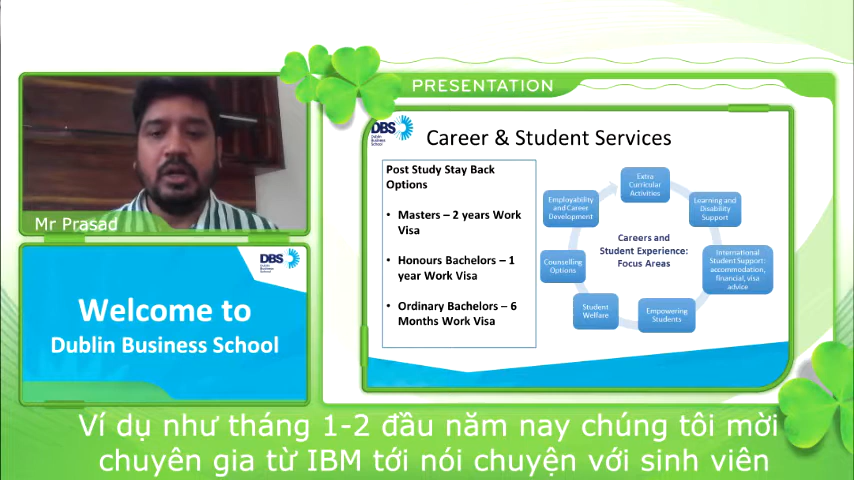 PRESENTATION
Mr Prasad
DBS
Dublin
Business
School
Welcome to
Dublin Business School
DBS
Dublin
Business
School
Career & Student Services
Post Study Stay Back
Options
• Masters – 2 years Work
Visa
• Honours Bachelors – 1
year Work Visa
• Ordinary Bachelors – 6
Months Work Visa
Extra
Curricular
Activities
Learning and
Disability
Support
International
Student Support:
accommodation,
financial, visa
advice
Empowering
Students
Student
Welfare
Counselling
Options
Employability
and Career
Development
Careers and
Student Experience:
Focus Areas
Ví dụ như tháng 1-2 đầu năm nay chúng tôi mời
chuyên gia từ IBM tới nói chuyện với sinh viên